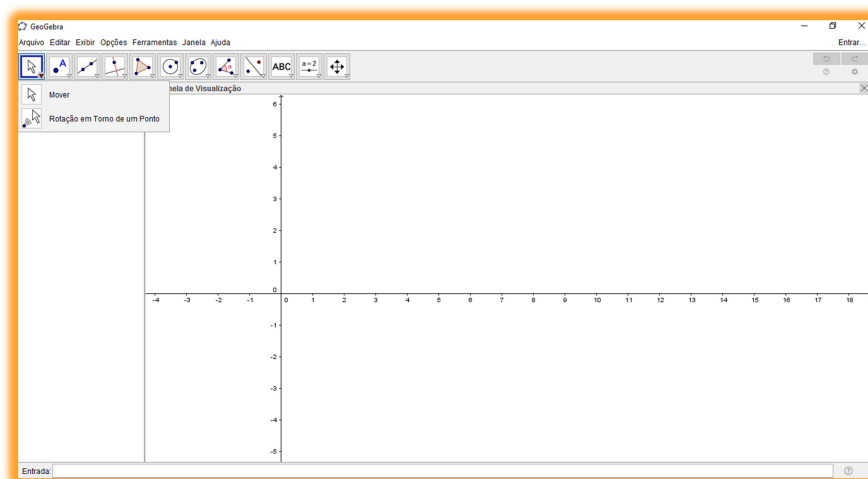 GeoGebra
Arquivo Editar Exibir Opções Ferramentas Janela Ajuda
Entrar...
A
α
ABC
a=2
Mover
Rotação em Torno de um Ponto
nela de Visualização
6
5
4
3
2
1
0
-4 -3 -2 -1 0 1 2 3 4 5 6 7 8 9 10 11 12 13 14 15 16 17 18
-1
-2
-3
-4
-5
Entrada: